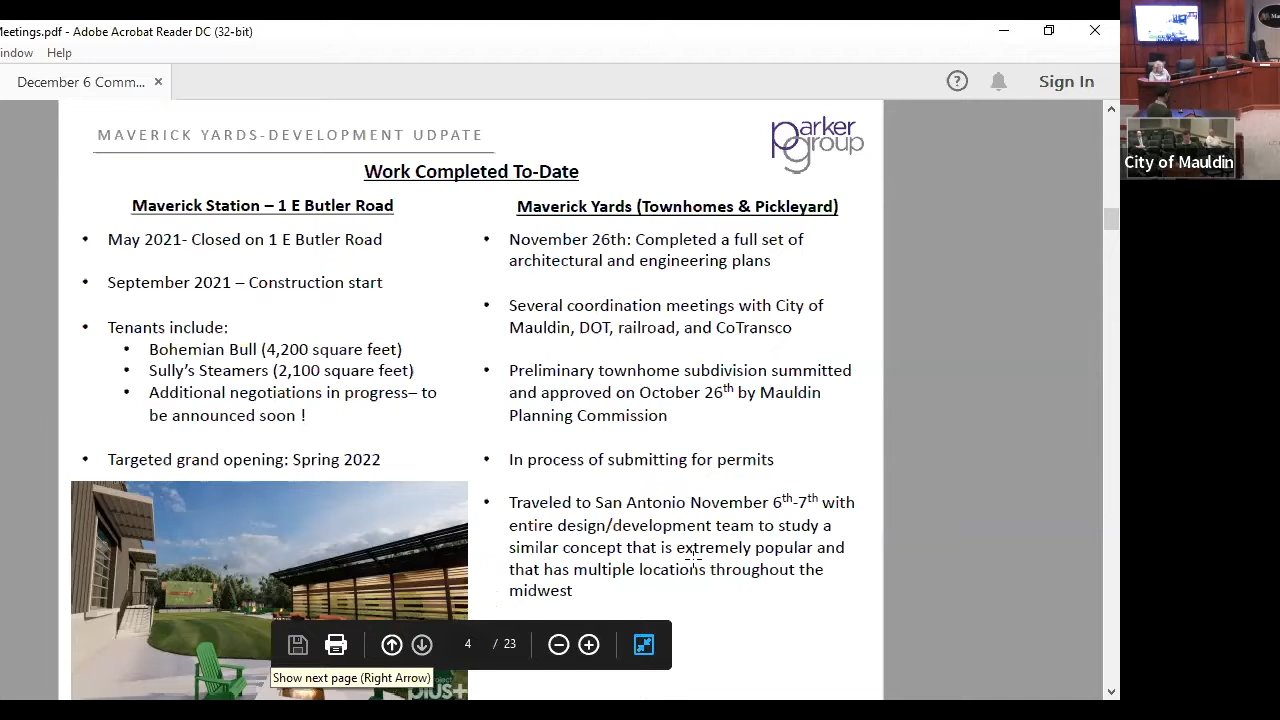 Meetings.pdf - Adobe Acrobat Reader DC (32-bit)
indow Help
December 6 Comm... ×
? Sign In
MAVERICK YARDS-DEVELOPMENT UDPATE
parker
group
Work Completed To-Date
Maverick Station – 1 E Butler Road
• May 2021- Closed on 1 E Butler Road
• September 2021 – Construction start
• Tenants include:
• Bohemian Bull (4,200 square feet)
• Sully's Steamers (2,100 square feet)
• Additional negotiations in progress– to
be announced soon !
• Targeted grand opening: Spring 2022
Maverick Yards (Townhomes & Pickleyard)
• November 26th: Completed a full set of
architectural and engineering plans
• Several coordination meetings with City of
Mauldin, DOT, railroad, and CoTransco
• Preliminary townhome subdivision summitted
and approved on October 26th by Mauldin
Planning Commission
• In process of submitting for permits
• Traveled to San Antonio November 6th-7th with
entire design/development team to study a
similar concept that is extremely popular and
that has multiple locations throughout the
midwest
4 / 23
Show next page (Right Arrow)
plus+
City of Mauldin